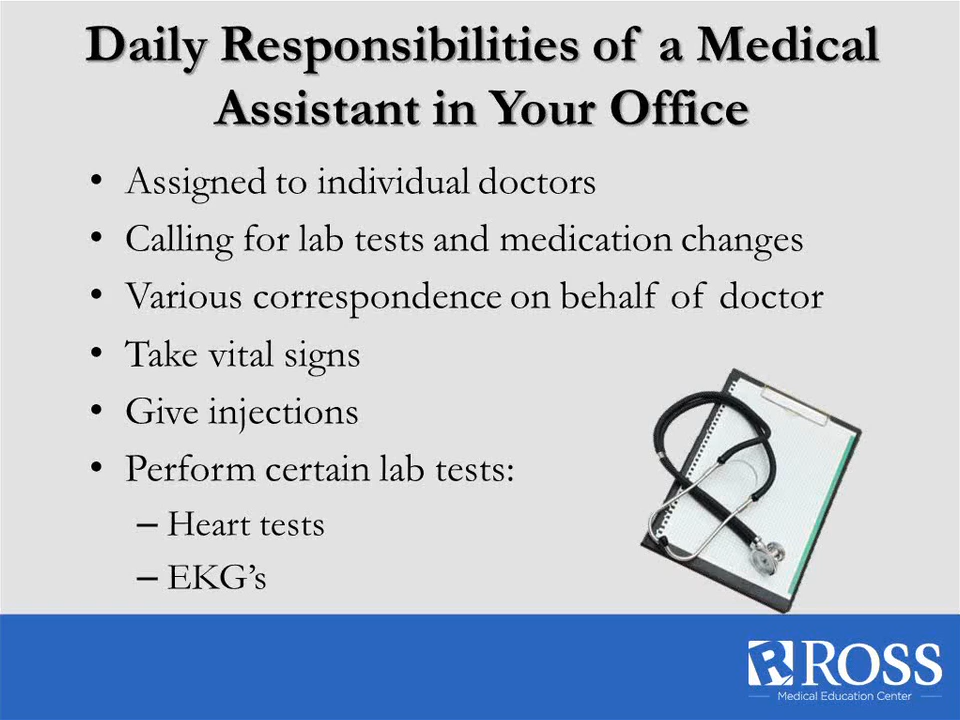 Daily Responsibilities of a Medical
Assistant in Your Office
• Assigned to individual doctors
• Calling for lab tests and medication changes
• Various correspondence on behalf of doctor
• Take vital signs
• Give injections
• Perform certain lab tests:
– Heart tests
– EKG’s
ROSS
Medical Education Center